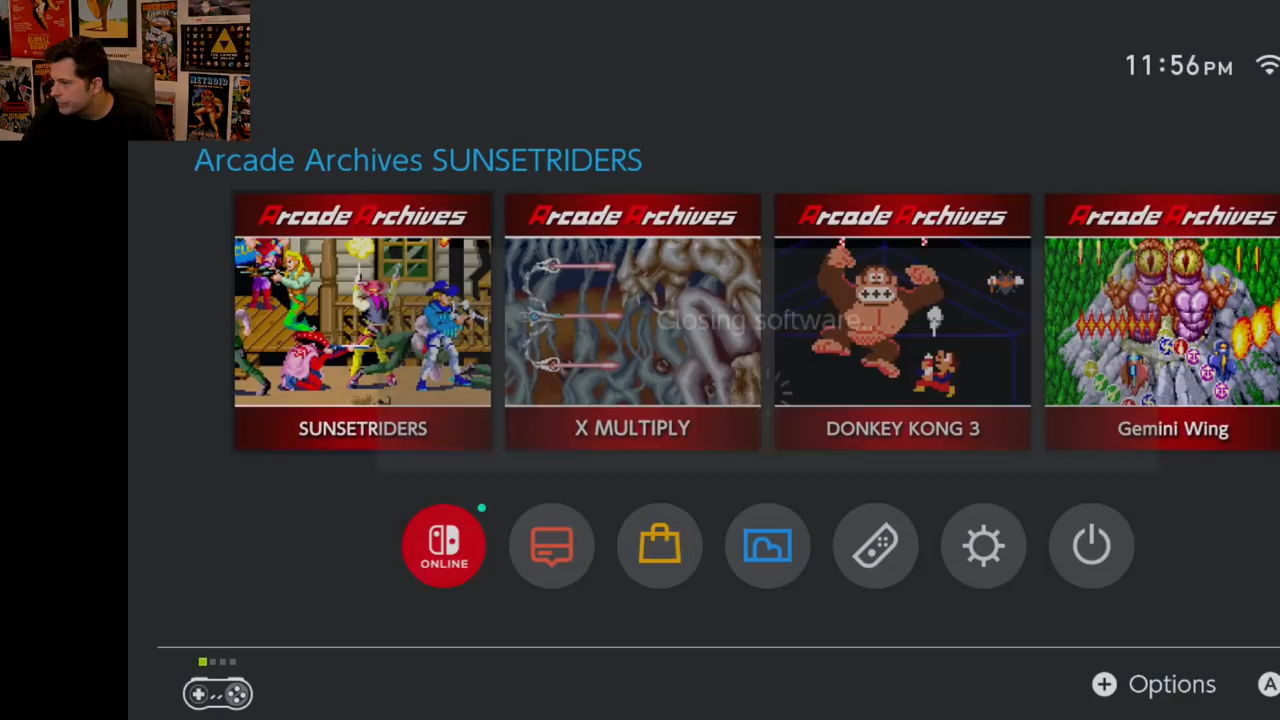 METROID
11:56 PM
Arcade Archives SUNSETRIDERS
Arcade Archives
Arcade Archives
Arcade Archives
Arcade Archives
Closing software
SUNSETRIDERS
X MULTIPLY
DONKEY KONG 3
Gemini Wing
ONLINE
Options
A